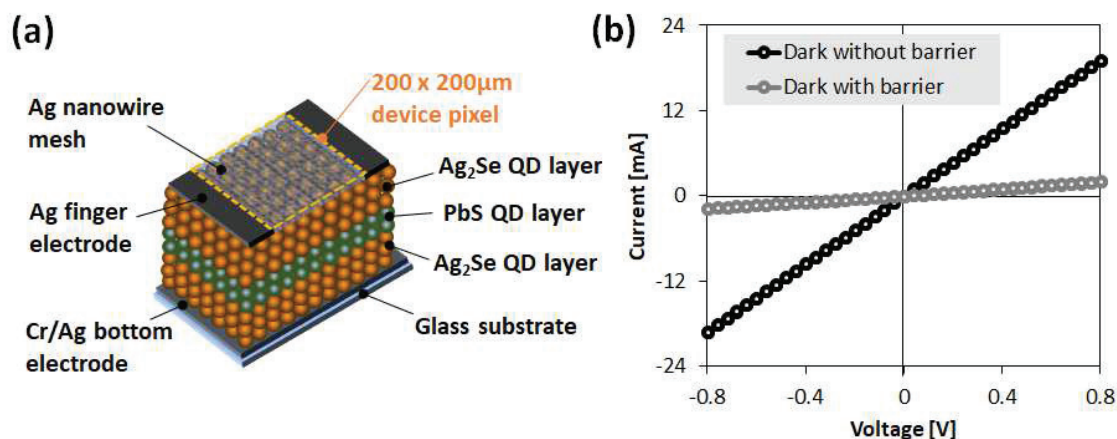 (a)
200 x 200µm
device pixel
Ag nanowire
mesh
Ag₂Se QD layer
PbS QD layer
Ag finger
electrode
Ag₂Se QD layer
Cr/Ag bottom
electrode
Glass substrate
(b)
Dark without barrier
Dark with barrier
Current [mA]
24
12
0
-12
-24
-0.8
-0.4
0
0.4
0.8
Voltage [V]